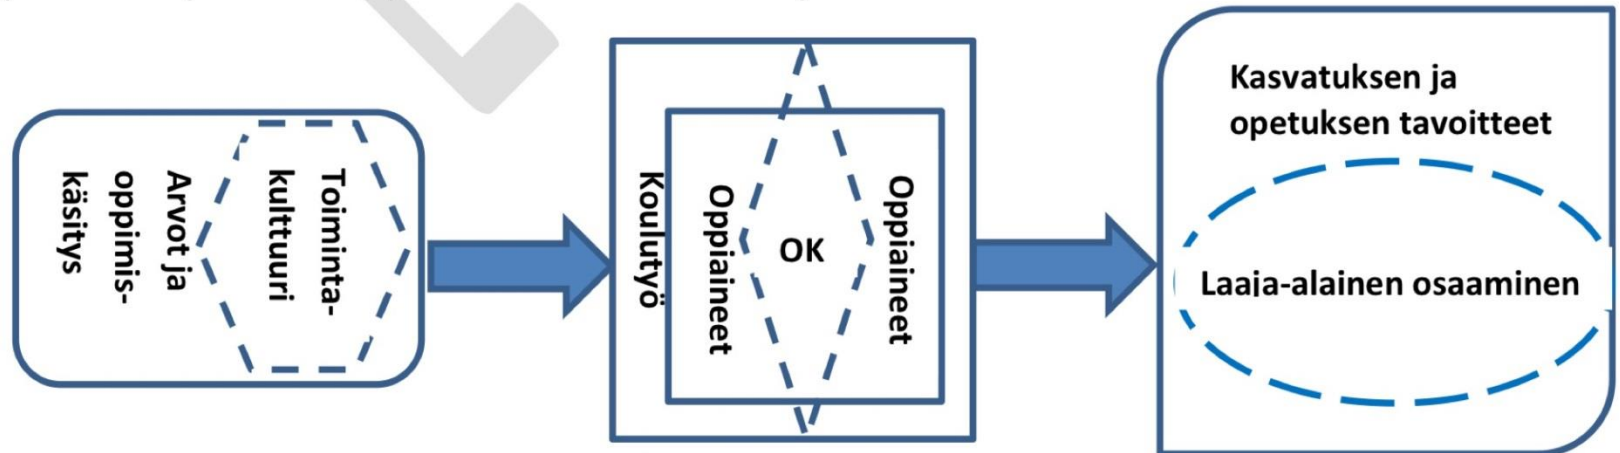 Arvot ja
oppimis-
käsitys
Toiminta-
kulttuuri
Koulutyö
Oppiaineet
OK
Oppiaineet
Kasvatuksen ja
opetuksen tavoitteet
Laaja-alainen osaaminen